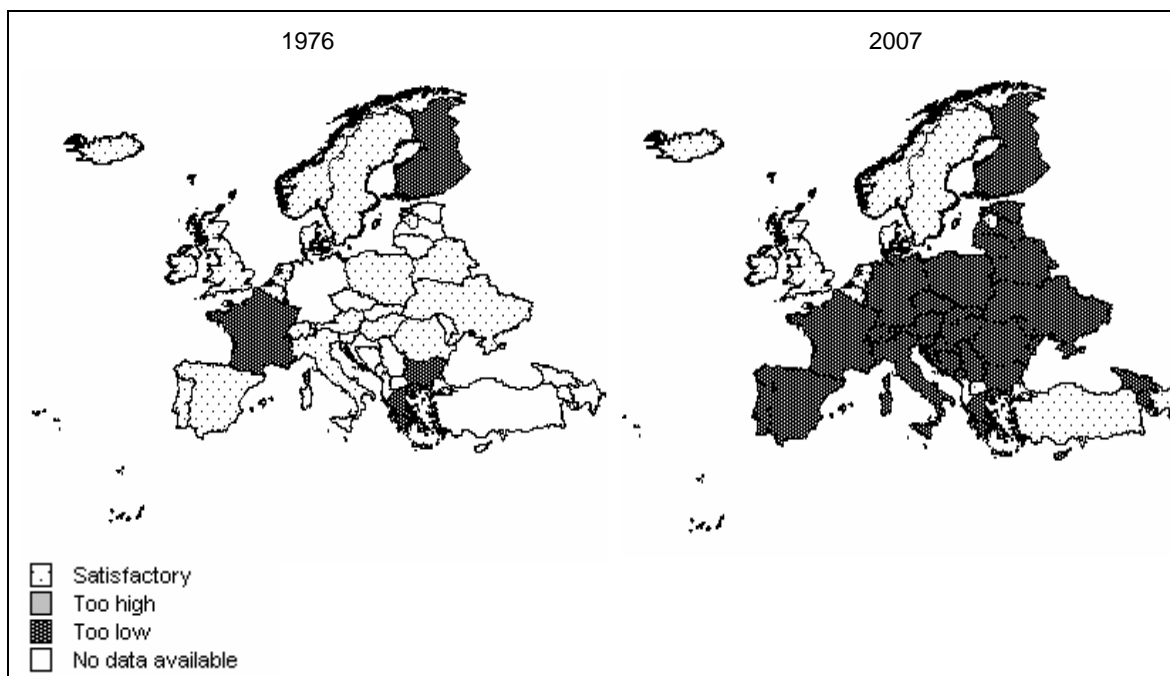 1976
2007
Satisfactory
Too high
Too low
No data available